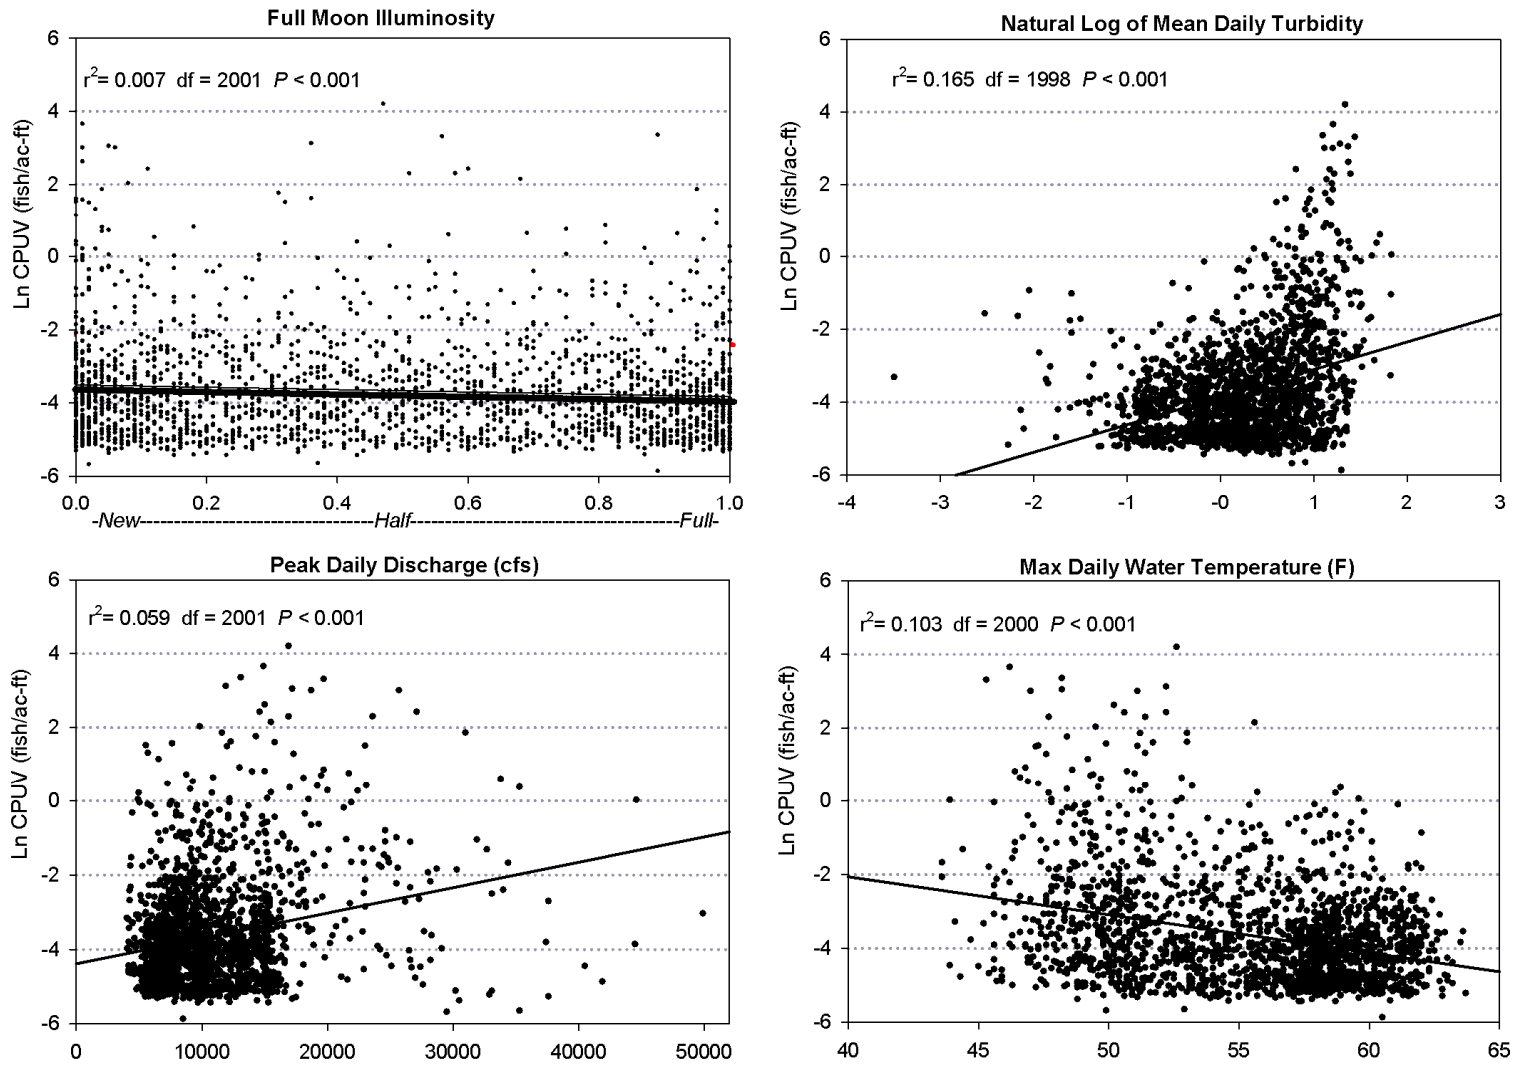 Full Moon Illuminosity
6
r²= 0.007 df = 2001 P < 0.001
4
2
0
-2
-4
-6
Ln CPUV (fish/ac-ft)
0.0 0.2 0.4 0.6 0.8 1.0
-New----------------------------------Half---------------------------------------Full-
Natural Log of Mean Daily Turbidity
6
r²= 0.165 df = 1998 P < 0.001
4
2
0
-2
-4
-6
Ln CPUV (fish/ac-ft)
-4 -3 -2 -1 -0 1 2 3
Peak Daily Discharge (cfs)
6
r²= 0.059 df = 2001 P < 0.001
4
2
0
-2
-4
-6
Ln CPUV (fish/ac-ft)
0 10000 20000 30000 40000 50000
Max Daily Water Temperature (F)
6
r²= 0.103 df = 2000 P < 0.001
4
2
0
-2
-4
-6
Ln CPUV (fish/ac-ft)
40 45 50 55 60 65